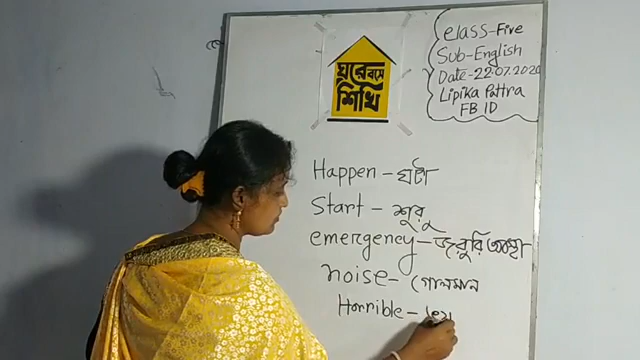 ঘরে বসে
শিখি
class-Five
Sub-English
Date-22.07.2020
Lipika Pattra
FB ID
Happen - ঘটা
Start - শুরু
emergency - জরুরি অবস্থা
noise - গোলমাল
Horrible -